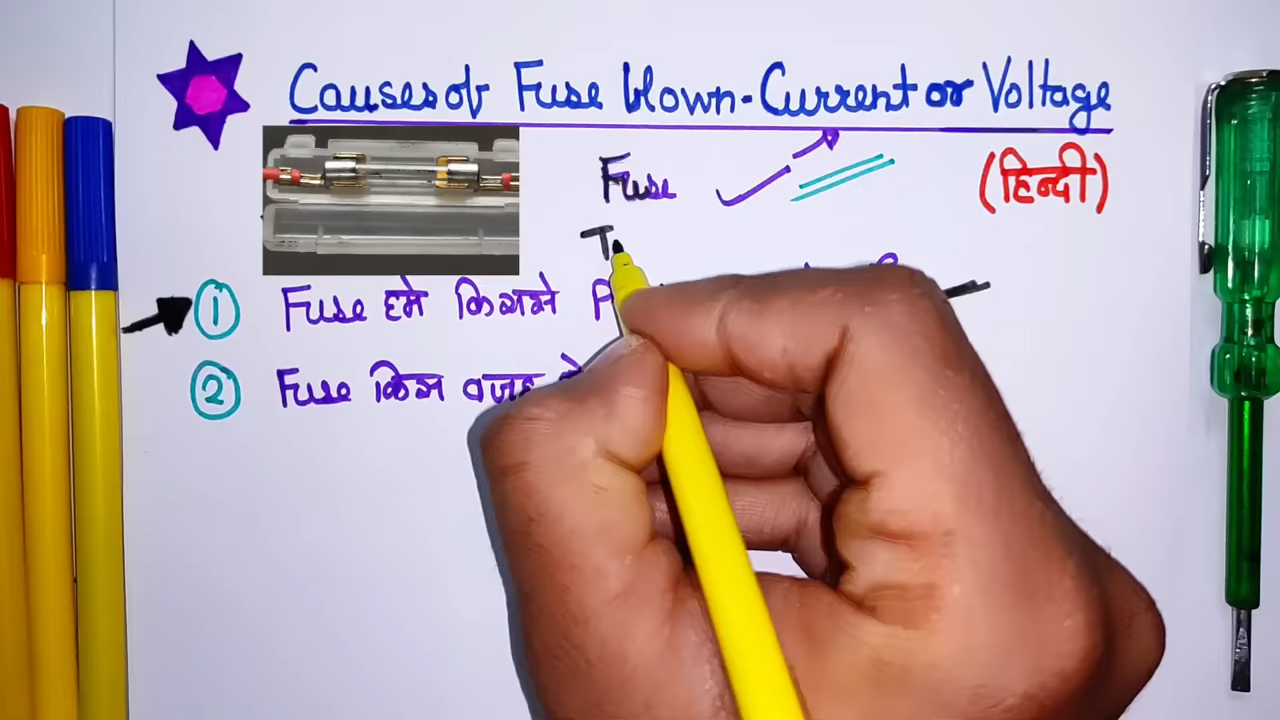 Causes of Fuse blown-Current or Voltage
Fuse
(हिन्दी)
T
① Fuse हमे किससे
② Fuse किस वजह